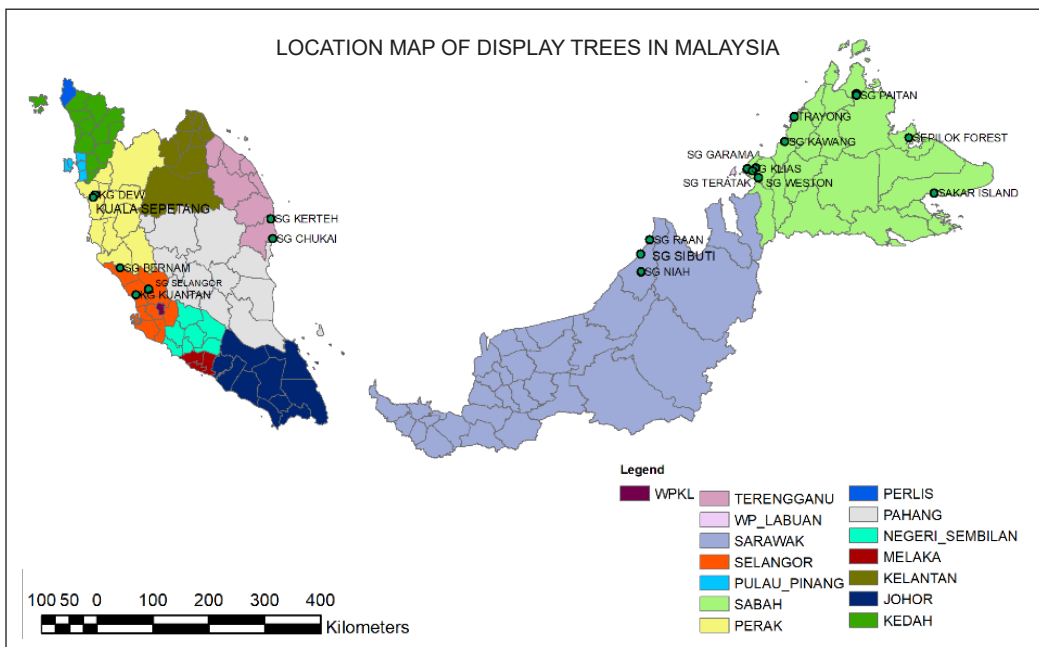 LOCATION MAP OF DISPLAY TREES IN MALAYSIA
SG PAITAN
TRAYONG
SEPILOK FOREST
SG KAWANG
SG GARAMA
SG KLIAS
SG TERATAK
SG WESTON
SAKAR ISLAND
KG DEW
KUALA SEPETANG
SG KERTEH
SG CHUKAI
SG RAAN
SG SIBUTI
SG NIAH
SG BERNAM
SG SELANGOR
KG KUANTAN
Legend
WPKL
TERENGGANU
WP_LABUAN
SARAWAK
SELANGOR
PULAU_PINANG
SABAH
PERAK
PERLIS
PAHANG
NEGERI_SEMBILAN
MELAKA
KELANTAN
JOHOR
KEDAH
100 50 0 100 200 300 400
Kilometers